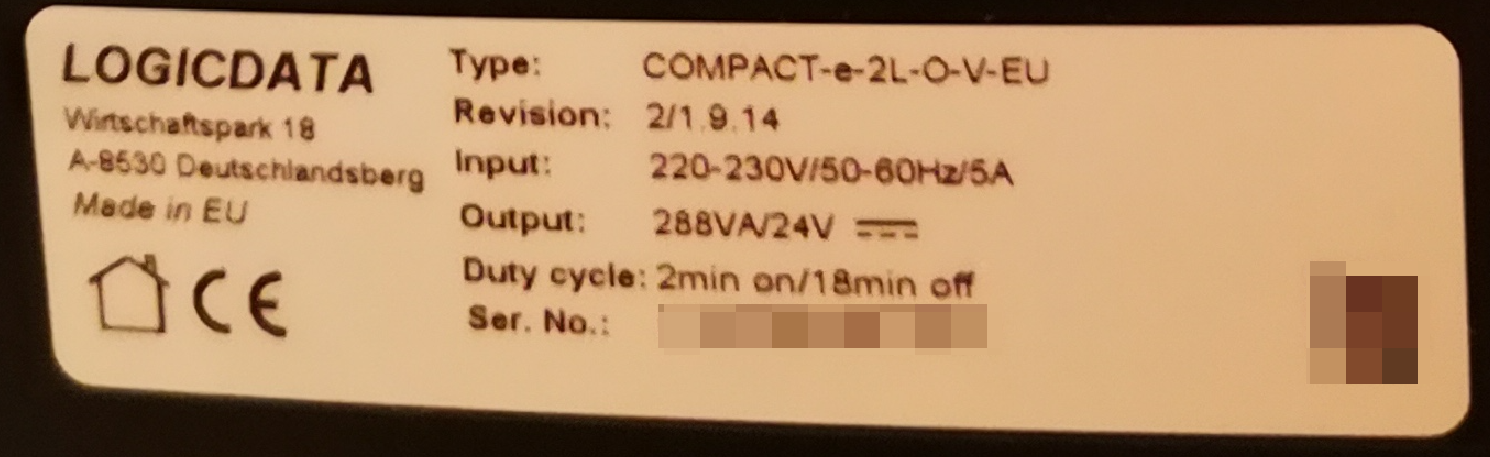 LOGICDATA
Wirtschaftspark 18
A-8530 Deutschlandsberg
Made in EU
CE
Type: COMPACT-e-2L-O-V-EU
Revision: 2/1.9.14
Input: 220-230V/50-60Hz/5A
Output: 288VA/24V
Duty cycle: 2min on/18min off
Ser. No.: